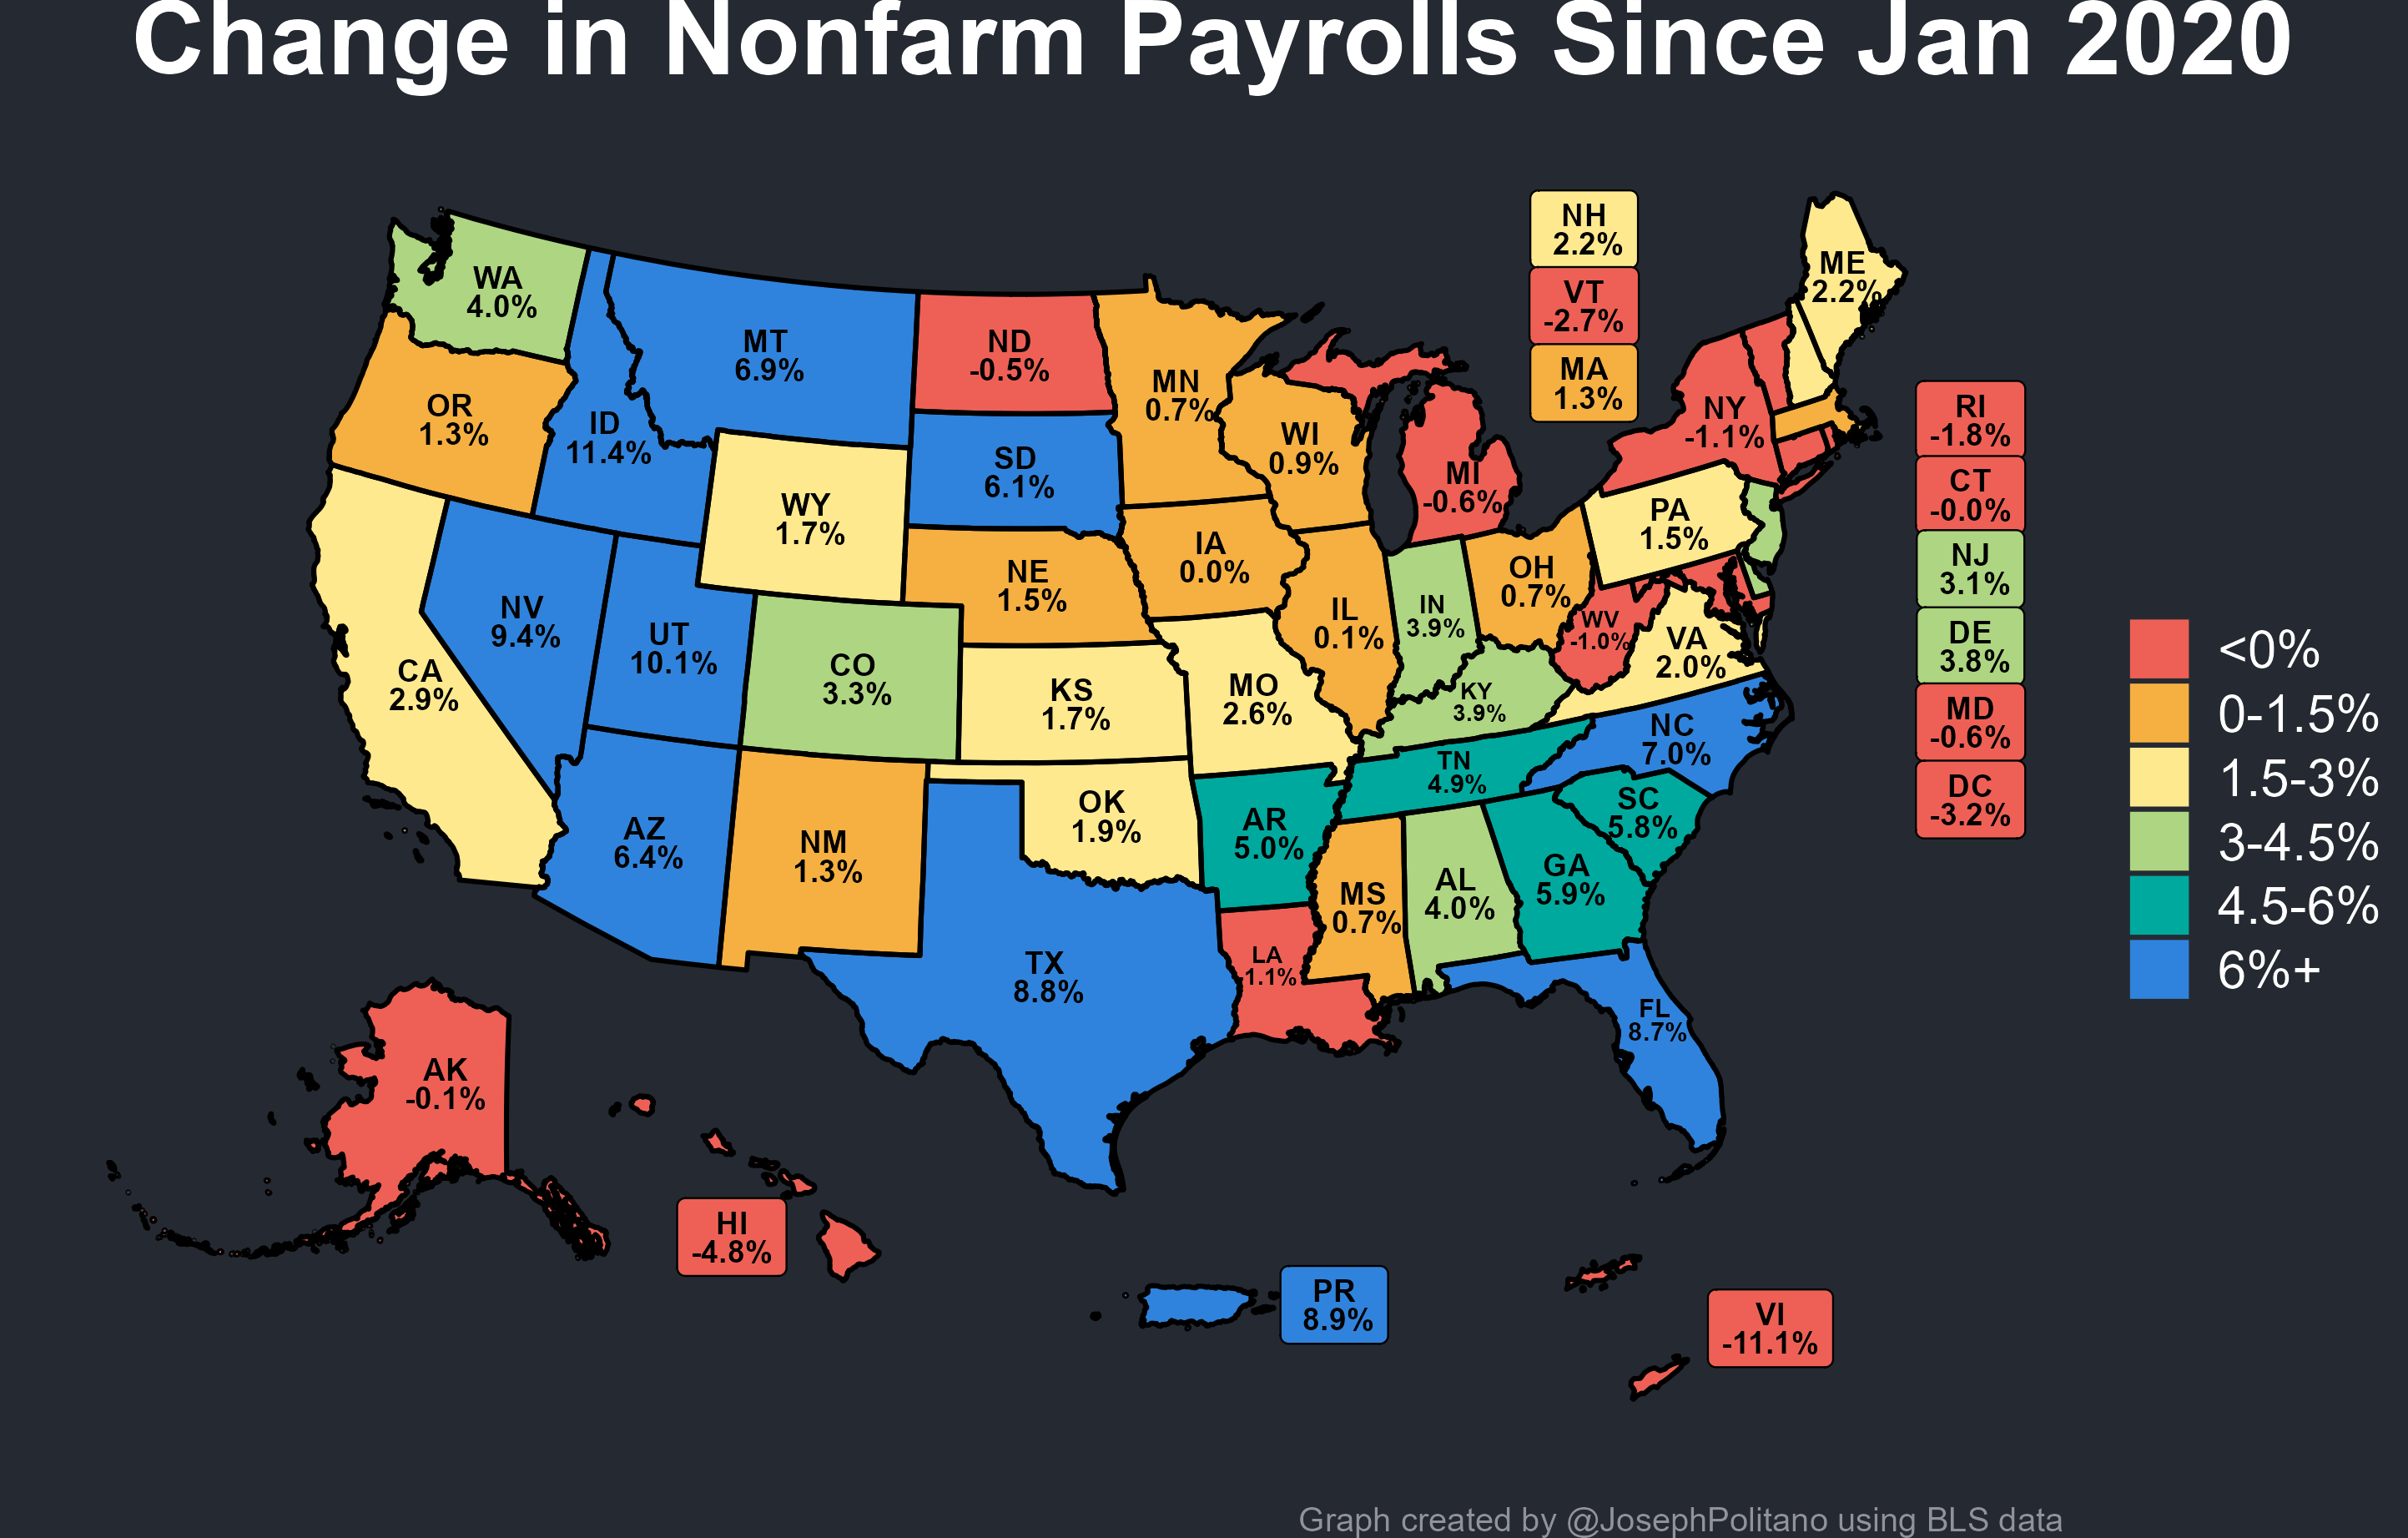 Change in Nonfarm Payrolls Since Jan 2020
NH
2.2%
VT
-2.7%
MA
1.3%
ME
2.2%
WA
4.0%
MT
6.9%
ND
-0.5%
MN
0.7%
OR
1.3%
ID
11.4%
SD
6.1%
WI
0.9%
MI
-0.6%
NY
-1.1%
RI
-1.8%
CT
-0.0%
NJ
3.1%
DE
3.8%
MD
-0.6%
DC
-3.2%
WY
1.7%
NE
1.5%
IA
0.0%
IL
0.1%
IN
3.9%
OH
0.7%
PA
1.5%
WV
-1.0%
VA
2.0%
NV
9.4%
UT
10.1%
CO
3.3%
KS
1.7%
MO
2.6%
KY
3.9%
CA
2.9%
NC
7.0%
TN
4.9%
SC
5.8%
AZ
6.4%
NM
1.3%
OK
1.9%
AR
5.0%
MS
0.7%
AL
4.0%
GA
5.9%
TX
8.8%
LA
-1.1%
FL
8.7%
AK
-0.1%
HI
-4.8%
PR
8.9%
VI
-11.1%
<0%
0-1.5%
1.5-3%
3-4.5%
4.5-6%
6%+
Graph created by @JosephPolitano using BLS data